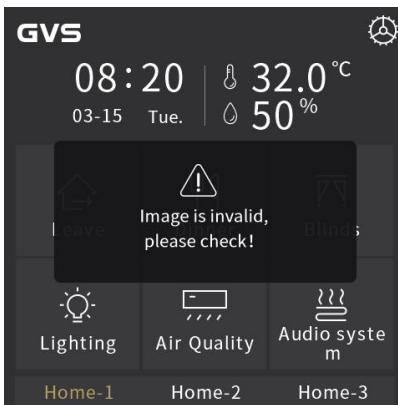 GVS
08:20
32.0°C
03-15 Tue.
50%
Image is invalid,
please check!
Leave
Dinner
Blinds
Lighting
Air Quality
Audio syste
m
Home-1
Home-2
Home-3